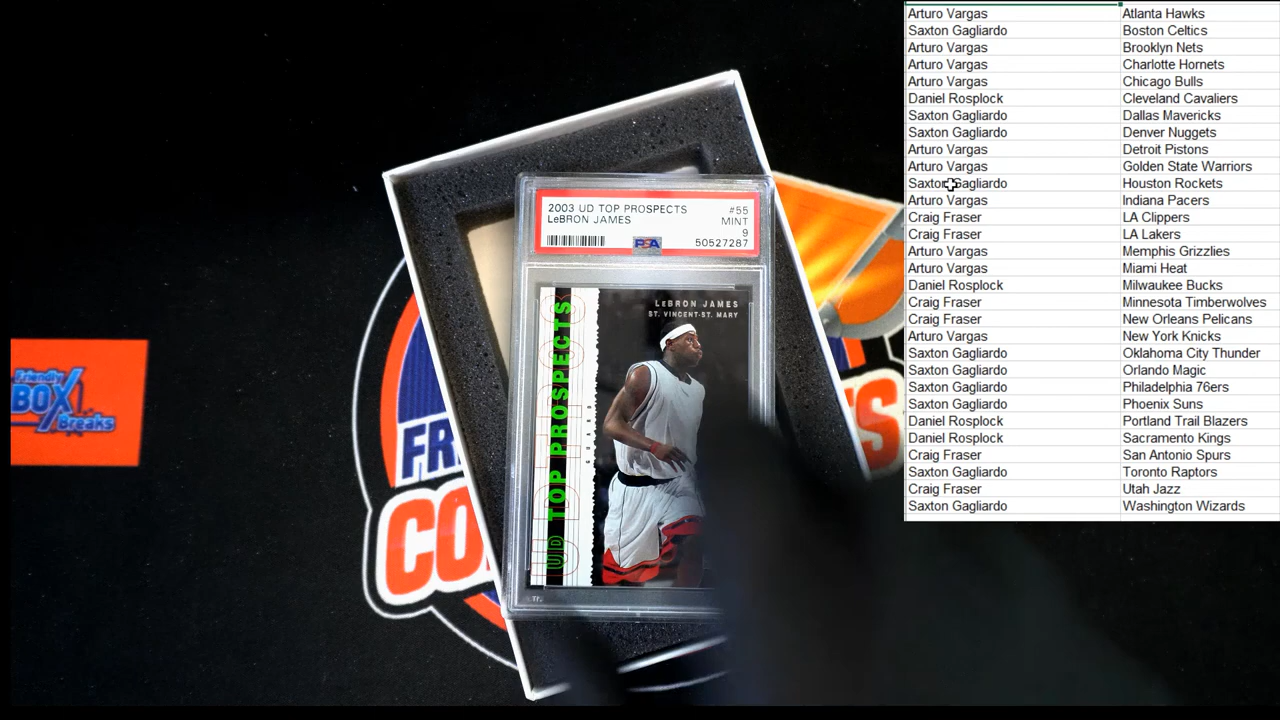 Arturo Vargas Atlanta Hawks
Saxton Gagliardo Boston Celtics
Arturo Vargas Brooklyn Nets
Arturo Vargas Charlotte Hornets
Arturo Vargas Chicago Bulls
Daniel Rosplock Cleveland Cavaliers
Saxton Gagliardo Dallas Mavericks
Saxton Gagliardo Denver Nuggets
Arturo Vargas Detroit Pistons
Arturo Vargas Golden State Warriors
Saxton Gagliardo Houston Rockets
Arturo Vargas Indiana Pacers
Craig Fraser LA Clippers
Craig Fraser LA Lakers
Arturo Vargas Memphis Grizzlies
Arturo Vargas Miami Heat
Daniel Rosplock Milwaukee Bucks
Craig Fraser Minnesota Timberwolves
Craig Fraser New Orleans Pelicans
Arturo Vargas New York Knicks
Saxton Gagliardo Oklahoma City Thunder
Saxton Gagliardo Orlando Magic
Saxton Gagliardo Philadelphia 76ers
Saxton Gagliardo Phoenix Suns
Daniel Rosplock Portland Trail Blazers
Daniel Rosplock Sacramento Kings
Craig Fraser San Antonio Spurs
Saxton Gagliardo Toronto Raptors
Craig Fraser Utah Jazz
Saxton Gagliardo Washington Wizards
2003 UD TOP PROSPECTS #55
LeBRON JAMES MINT
9
PSA 50527287
LeBRON JAMES
ST. VINCENT-ST. MARY
UD TOP PROSPECTS
GUARD
Friendly
BOX
Breaks
FR
CO
S